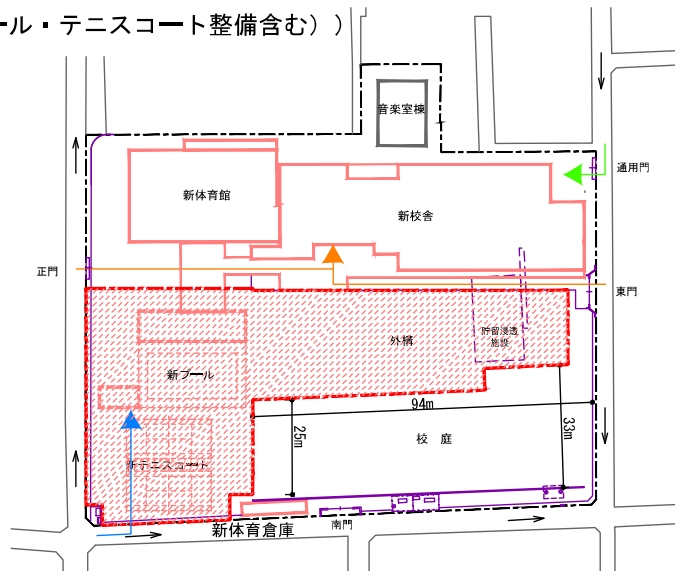 ール・テニスコート整備含む））
音楽室棟
通用門
新体育館
新校舎
正門
東門
貯留浸透
施設
外構
新プール
94m
25m
33m
校 庭
新テニスコート
新体育倉庫
南門